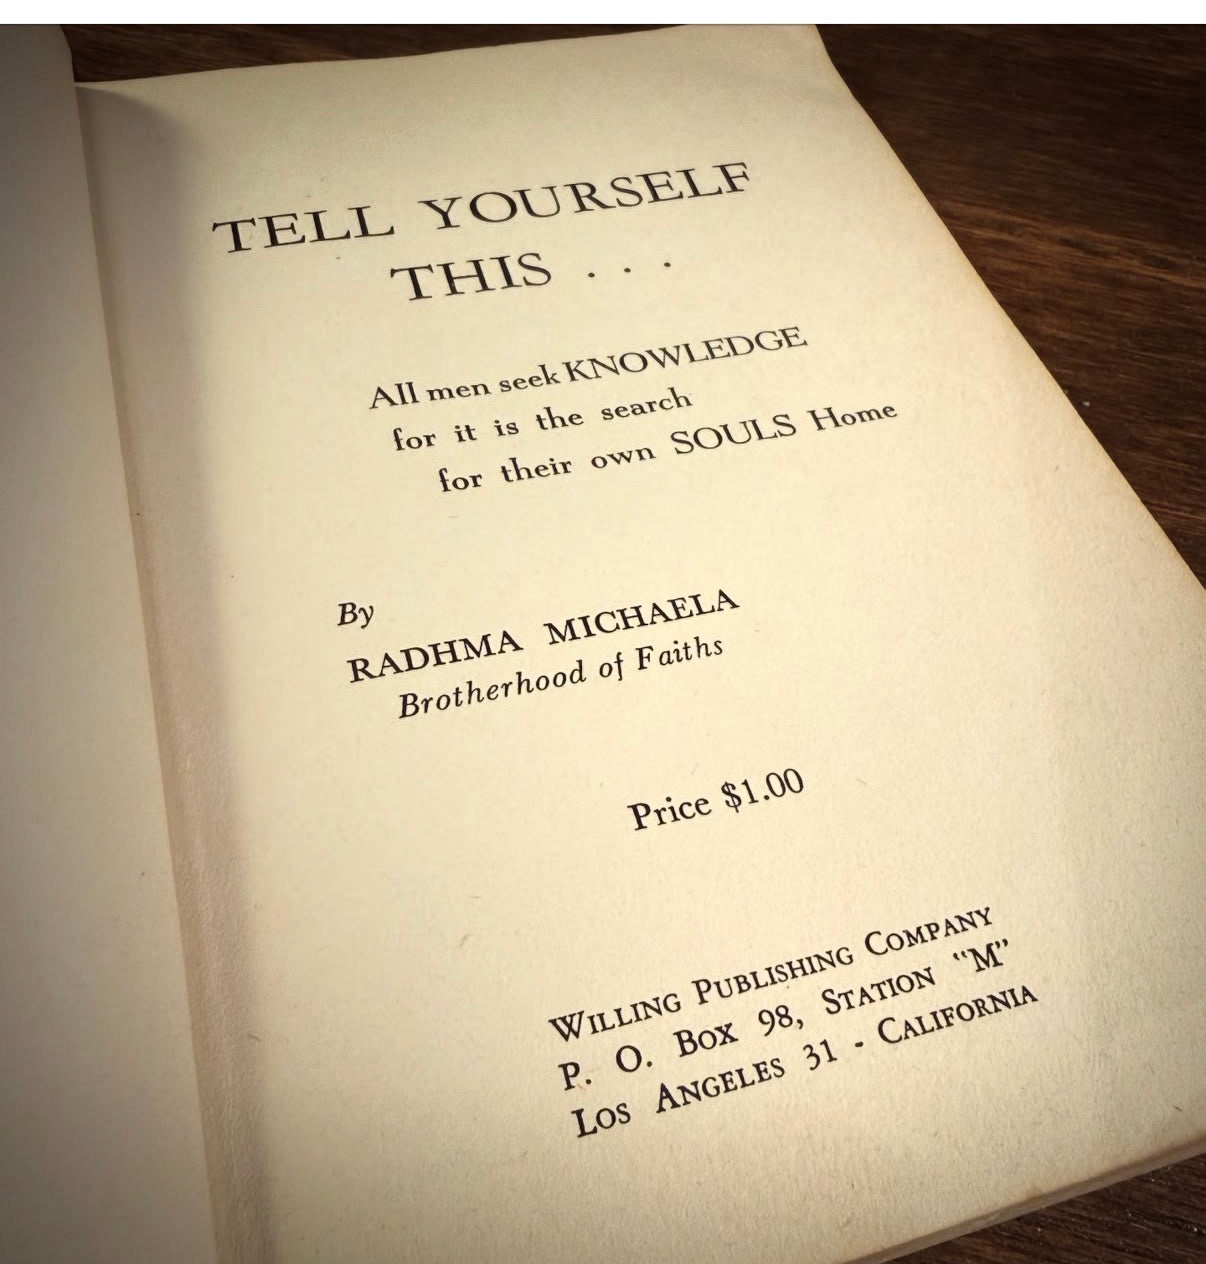 TELL YOURSELF
THIS . . .
All men seek KNOWLEDGE
for it is the search
for their own SOULS Home
By
RADHMA MICHAELA
Brotherhood of Faiths
Price $1.00
WILLING PUBLISHING COMPANY
P. O. BOX 98, STATION “M”
LOS ANGELES 31 - CALIFORNIA